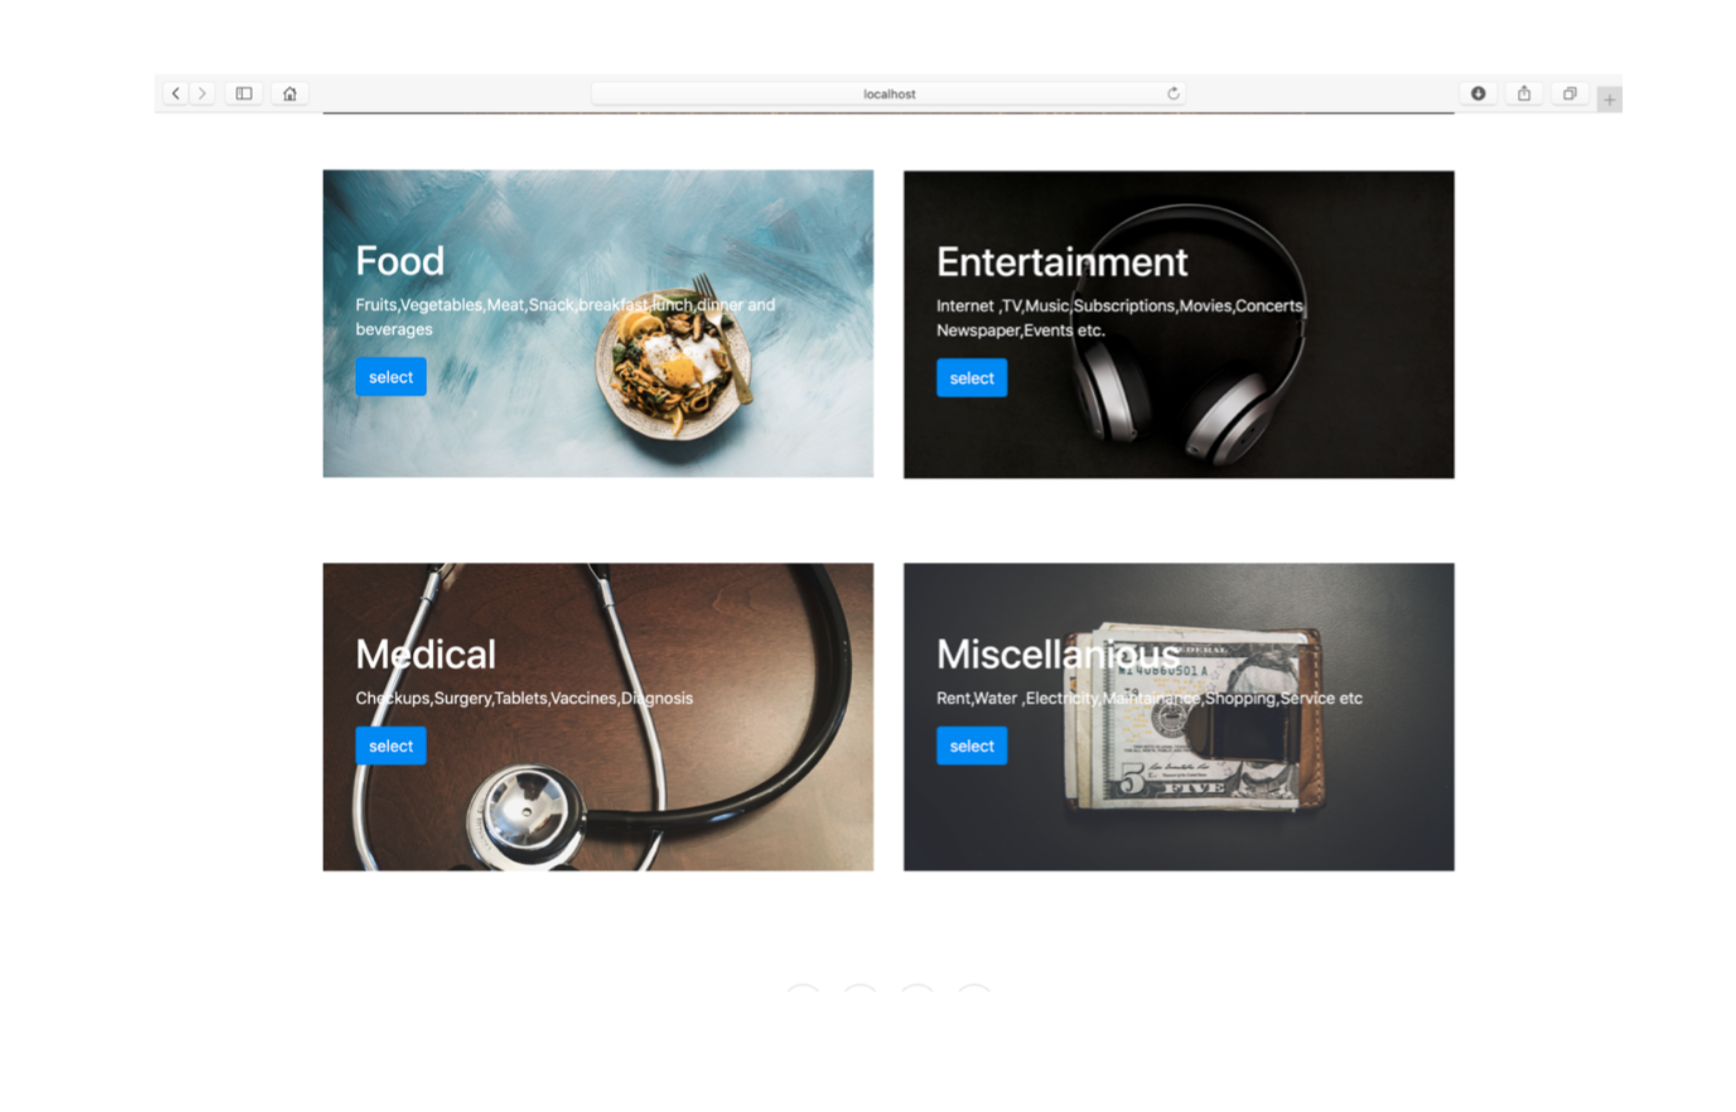 localhost
Food
Fruits,Vegetables,Meat,Snack,breakfast,lunch,dinner and
beverages
select
Entertainment
Internet ,TV,Music,Subscriptions,Movies,Concerts,
Newspaper,Events etc.
select
Medical
Checkups,Surgery,Tablets,Vaccines,Diagnosis
select
Miscellanious
Rent,Water ,Electricity,Maintainance,Shopping,Service etc
select
5
FIVE